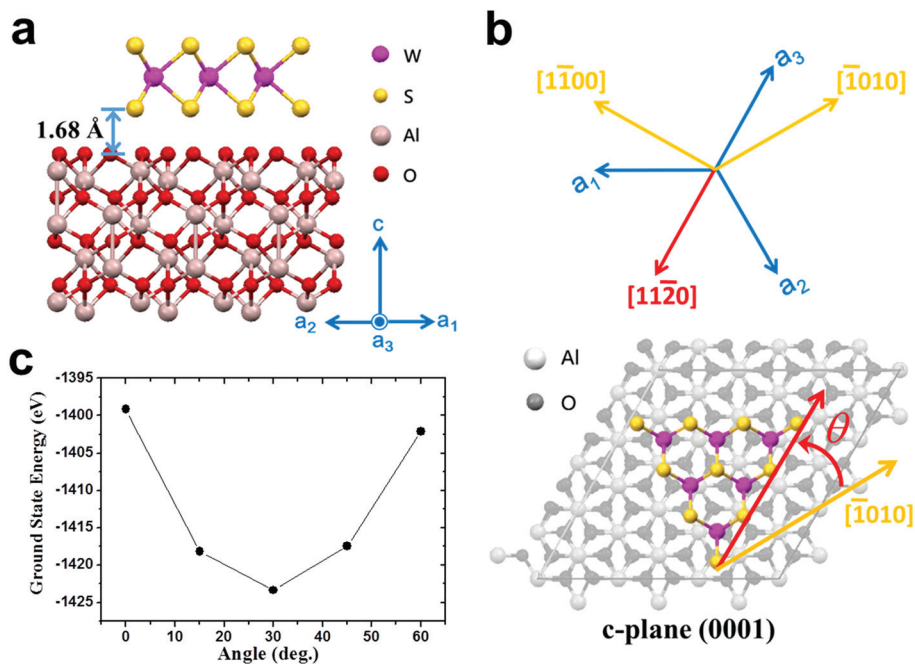 a
W
S
Al
O
1.68 Å
c
a₂
a₁
a₃
b
[11̅00]
a₃
[1̅010]
a₁
[112̅0]
a₂
Al
O
θ
[1̅010]
c-plane (0001)
c
Ground State Energy (eV)
-1395
-1400
-1405
-1410
-1415
-1420
-1425
0
10
20
30
40
50
60
Angle (deg.)